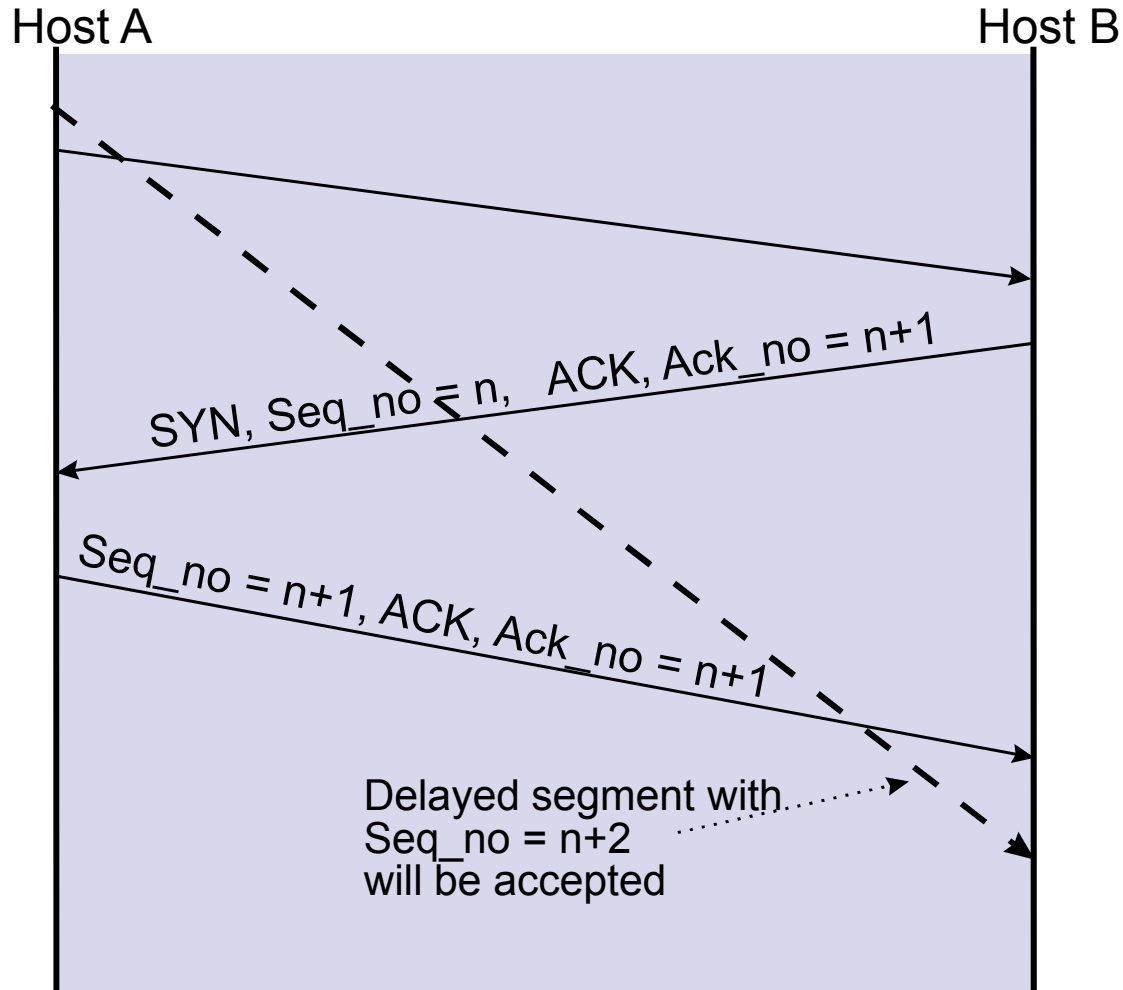 Host A
Host B
SYN, Seq_no = n, ACK, Ack_no = n+1
Seq_no = n+1, ACK, Ack_no = n+1
Delayed segment with
Seq_no = n+2
will be accepted